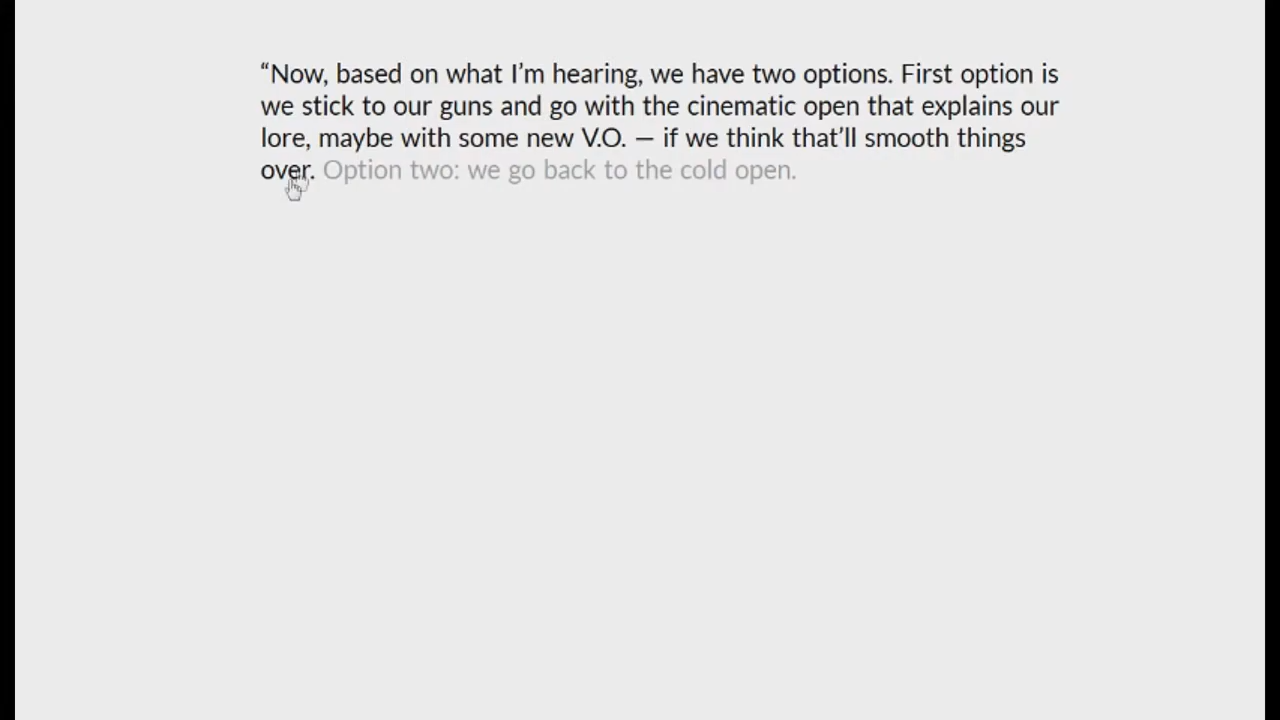 “Now, based on what I’m hearing, we have two options. First option is
we stick to our guns and go with the cinematic open that explains our
lore, maybe with some new V.O. — if we think that’ll smooth things
over. Option two: we go back to the cold open.